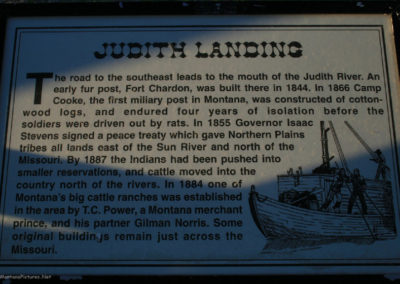 JUDITH LANDING
The road to the southeast leads to the mouth of the Judith River. An
early fur post, Fort Chardon, was built there in 1844. In 1866 Camp
Cooke, the first miliary post in Montana, was constructed of cotton-
wood logs, and endured four years of isolation before the
soldiers were driven out by rats. In 1855 Governor Isaac
Stevens signed a peace treaty which gave Northern Plains
tribes all lands east of the Sun River and north of the
Missouri. By 1887 the Indians had been pushed into
smaller reservations, and cattle moved into the
country north of the rivers. In 1884 one of
Montana's big cattle ranches was established
in the area by T.C. Power, a Montana merchant
prince, and his partner Gilman Norris. Some
original buildings remain just across the
Missouri.
MontanaPictures.Net